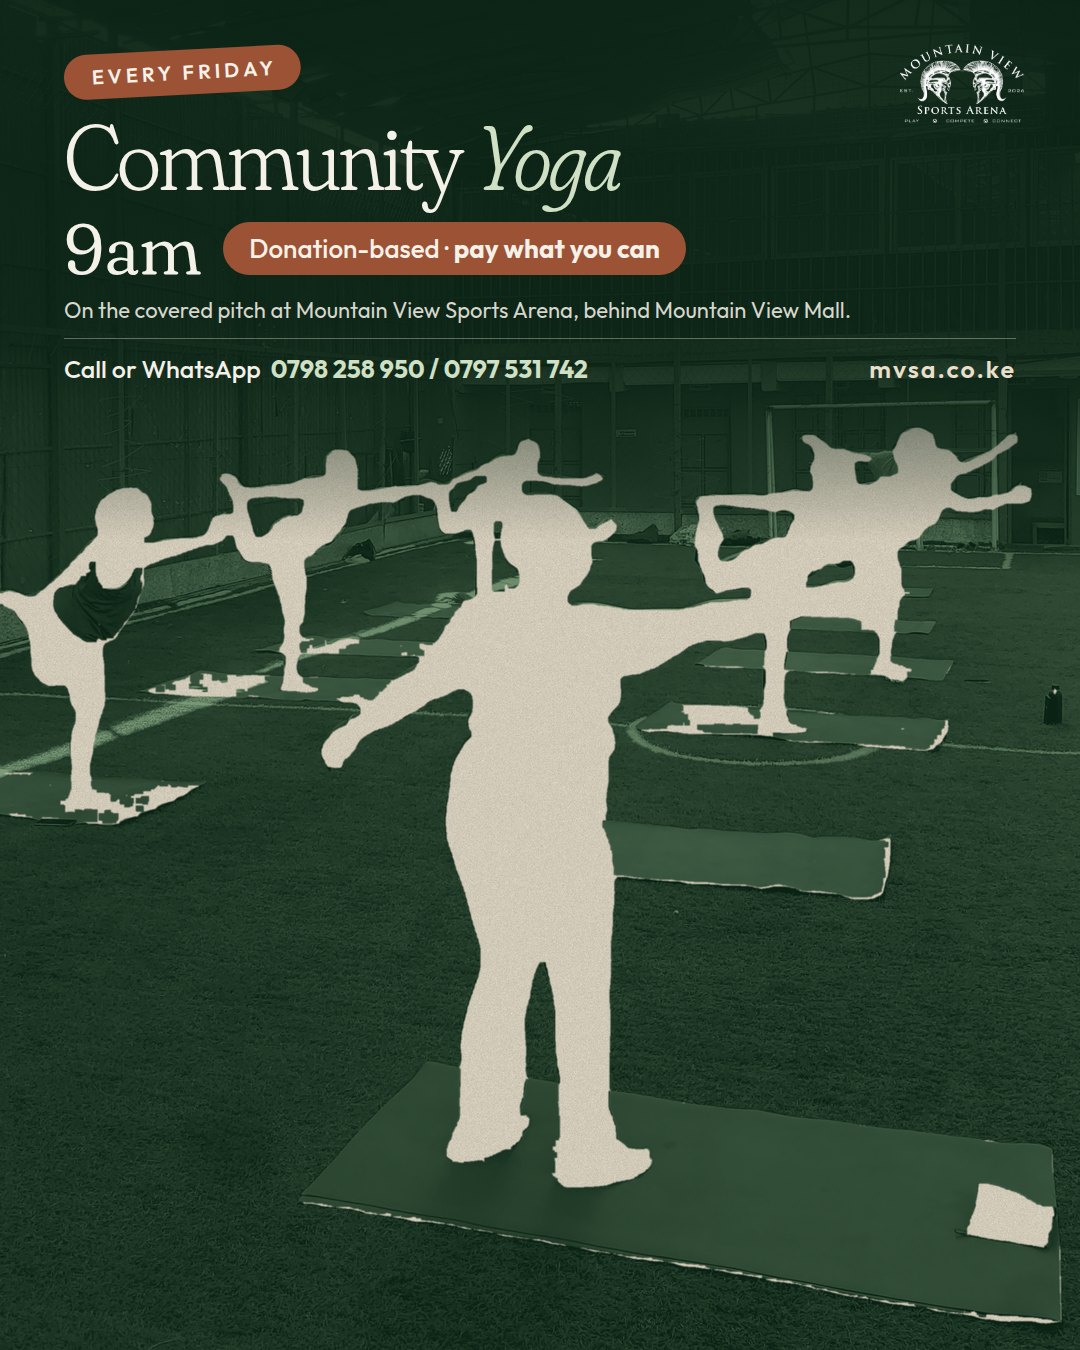 EVERY FRIDAY
MOUNTAIN VIEW
EST. 2024
SPORTS ARENA
PLAY & COMPETE & CONNECT
Community Yoga
9am Donation-based · pay what you can
On the covered pitch at Mountain View Sports Arena, behind Mountain View Mall.
Call or WhatsApp 0798 258 950 / 0797 531 742 mvsa.co.ke